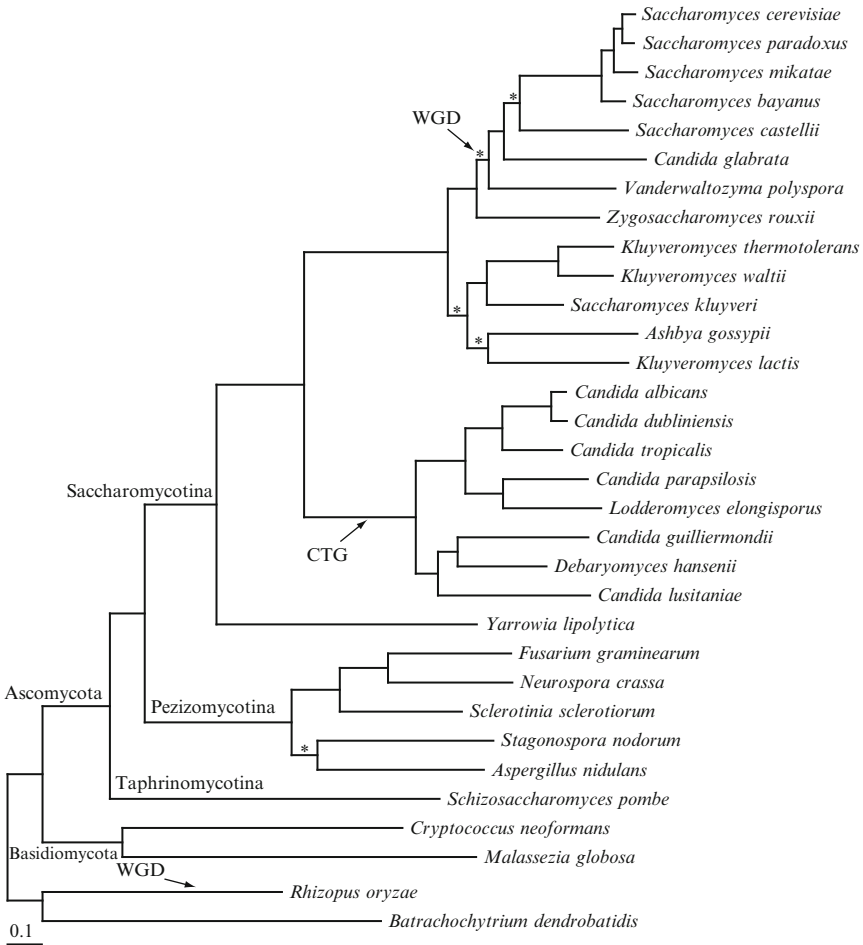 Saccharomyces cerevisiae
Saccharomyces paradoxus
Saccharomyces mikatae
Saccharomyces bayanus
*
WGD
Saccharomyces castellii
*
Candida glabrata
Vanderwaltozyma polyspora
Zygosaccharomyces rouxii
Kluyveromyces thermotolerans
Kluyveromyces waltii
Saccharomyces kluyveri
*
Ashbya gossypii
*
Kluyveromyces lactis
Candida albicans
Candida dubliniensis
Candida tropicalis
Candida parapsilosis
Saccharomycotina
Lodderomyces elongisporus
Candida guilliermondii
CTG
Debaryomyces hansenii
Candida lusitaniae
Yarrowia lipolytica
Fusarium graminearum
Neurospora crassa
Ascomycota
Pezizomycotina
Sclerotinia sclerotiorum
Stagonospora nodorum
*
Aspergillus nidulans
Taphrinomycotina
Schizosaccharomyces pombe
Cryptococcus neoformans
Basidiomycota
Malassezia globosa
WGD
Rhizopus oryzae
Batrachochytrium dendrobatidis
0.1